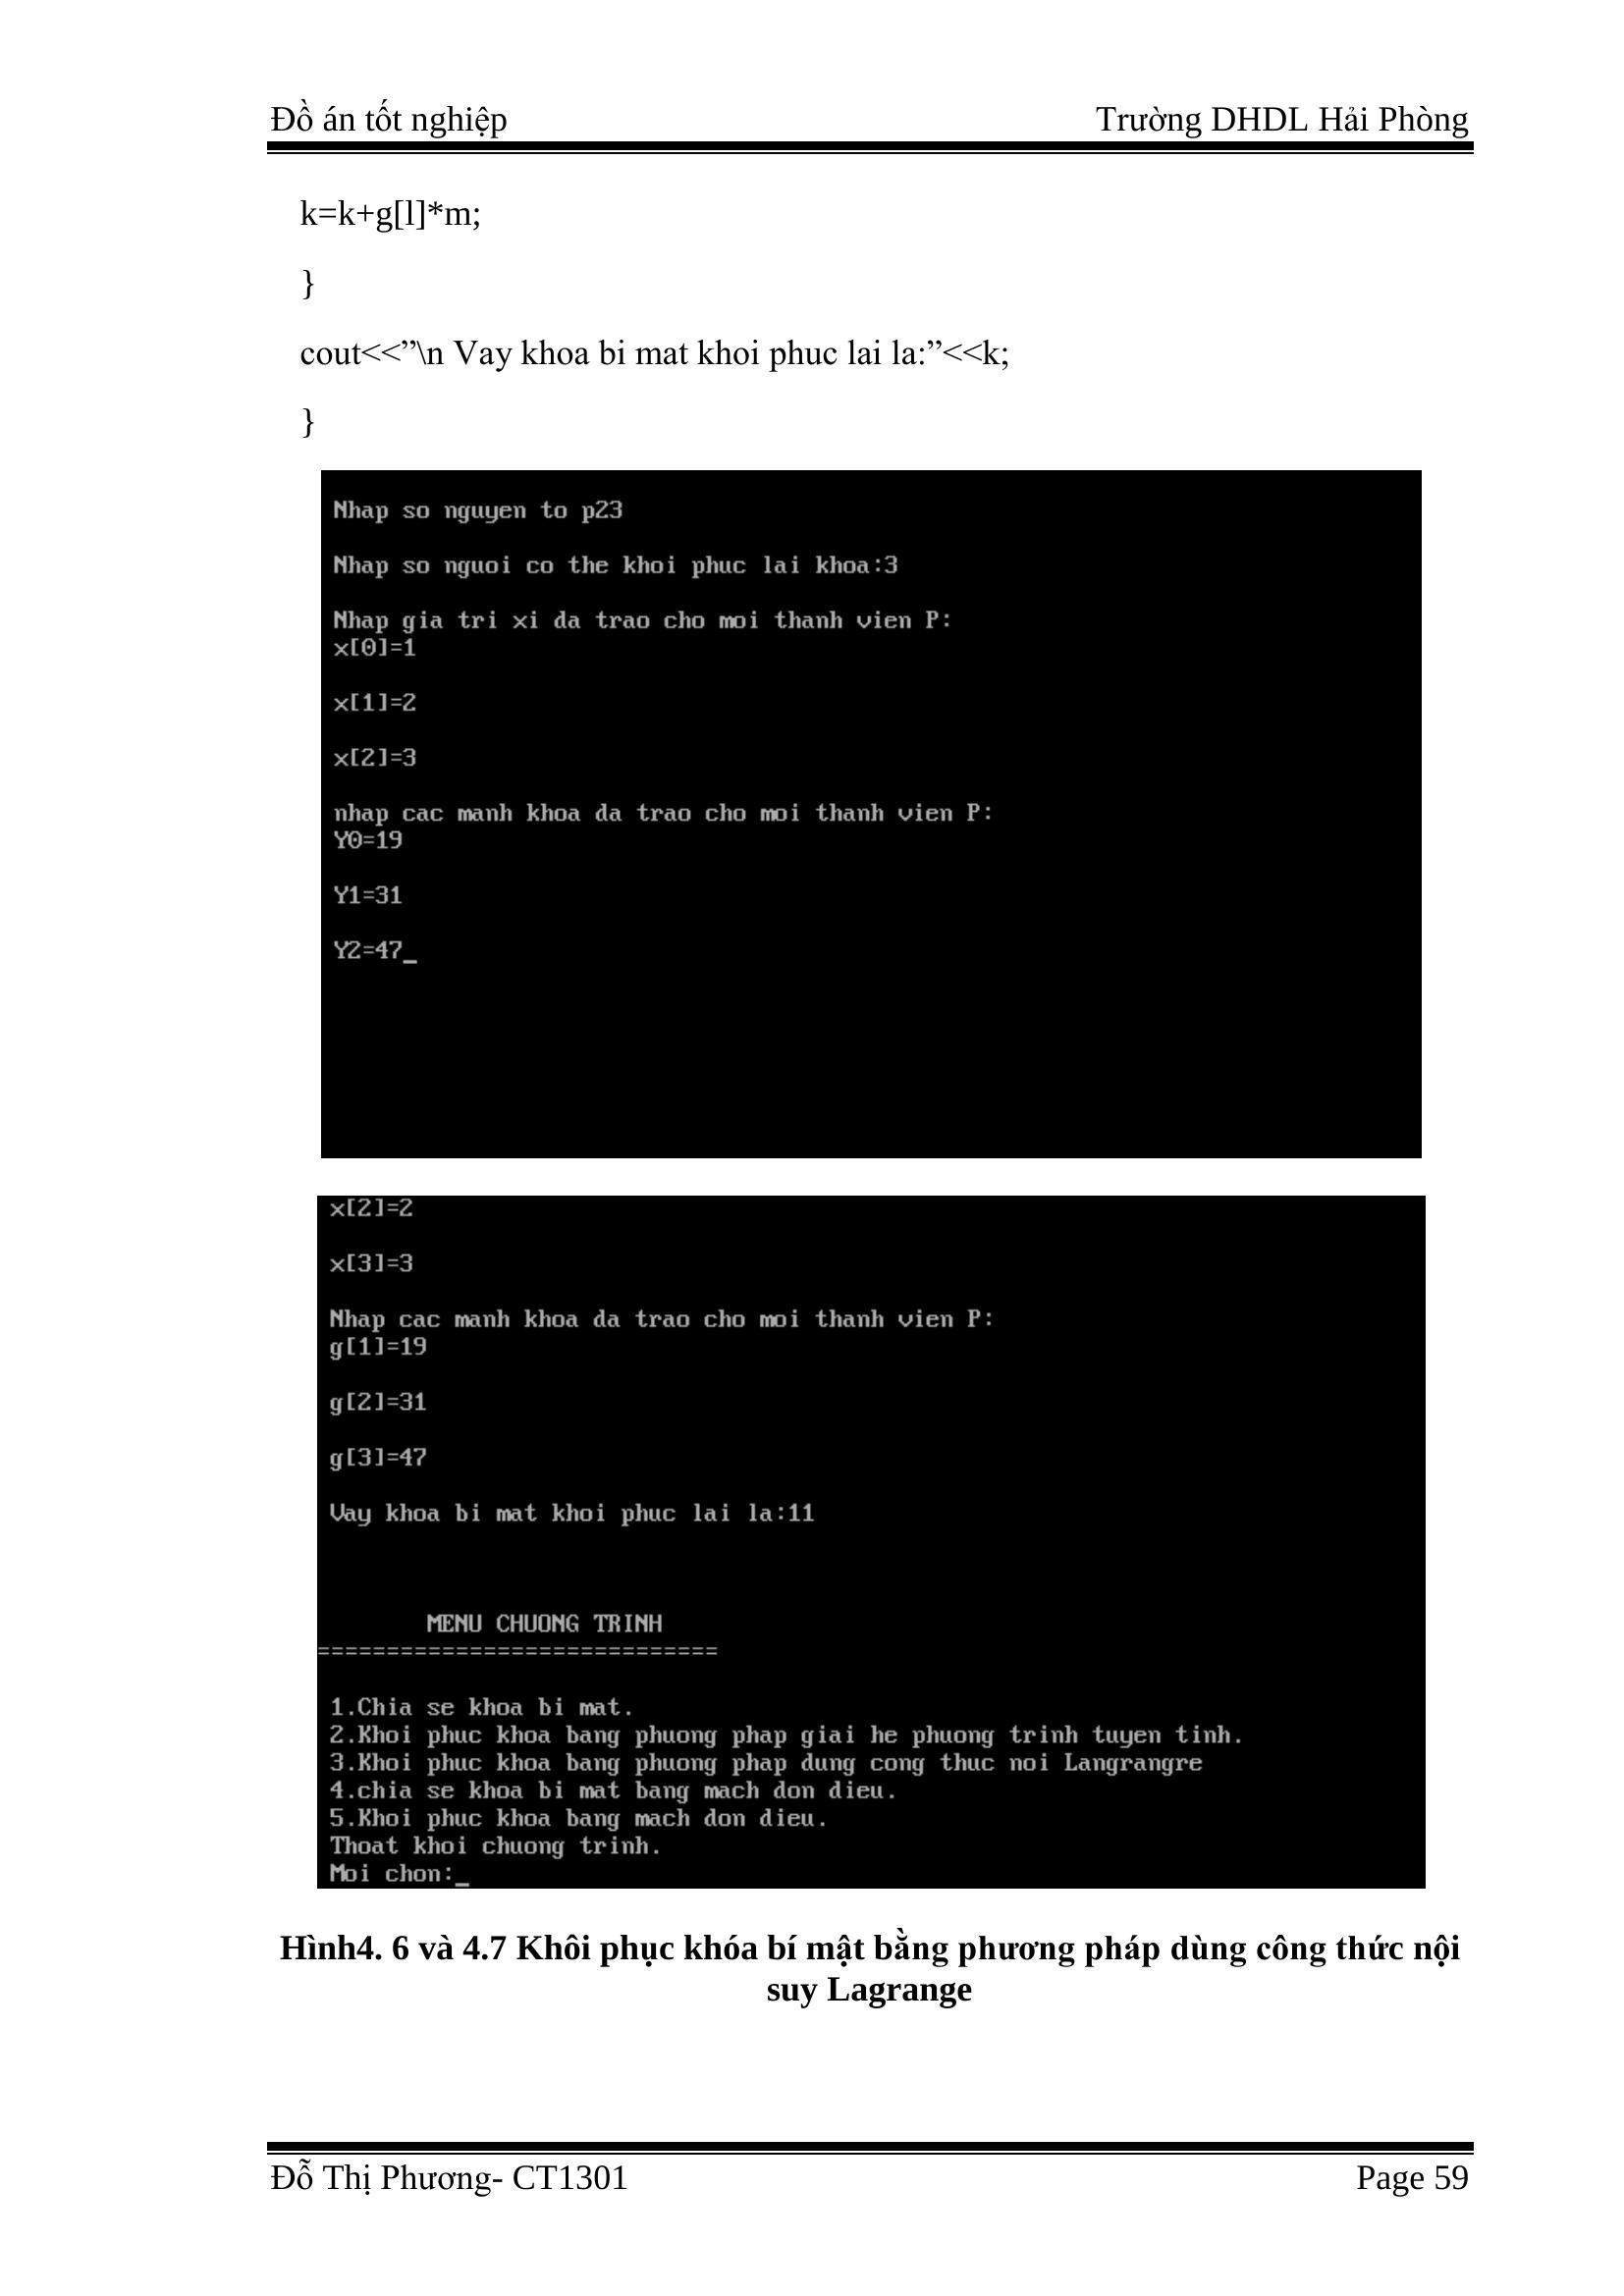 Đồ án tốt nghiệp Trường DHDL Hải Phòng
k=k+g[l]*m;
}
cout<<”\n Vay khoa bi mat khoi phuc lai la:”<<k;
}
Nhap so nguyen to p23
Nhap so nguoi co the khoi phuc lai khoa:3
Nhap gia tri xi da trao cho moi thanh vien P:
x[0]=1
x[1]=2
x[2]=3
nhap cac manh khoa da trao cho moi thanh vien P:
Y0=19
Y1=31
Y2=47_
x[2]=2
x[3]=3
Nhap cac manh khoa da trao cho moi thanh vien P:
g[1]=19
g[2]=31
g[3]=47
Vay khoa bi mat khoi phuc lai la:11
MENU CHUONG TRINH
=============================
1.Chia se khoa bi mat.
2.Khoi phuc khoa bang phuong phap giai he phuong trinh tuyen tinh.
3.Khoi phuc khoa bang phuong phap dung cong thuc noi Langrangre
4.chia se khoa bi mat bang mach don dieu.
5.Khoi phuc khoa bang mach don dieu.
Thoat khoi chuong trinh.
Moi chon:_
Hình4. 6 và 4.7 Khôi phục khóa bí mật bằng phương pháp dùng công thức nội
suy Lagrange
Đỗ Thị Phương- CT1301 Page 59